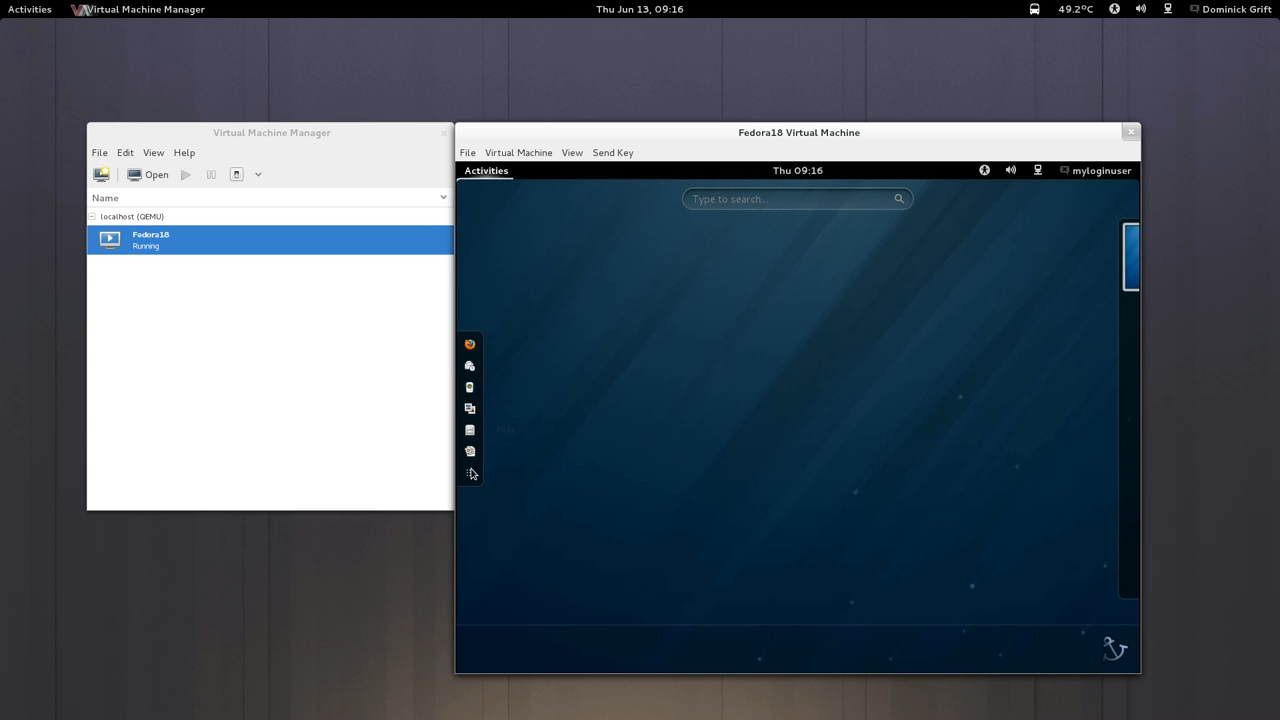 Activities Virtual Machine Manager Thu Jun 13, 09:16 49.2°C Dominick Grift
Virtual Machine Manager
File Edit View Help
Open
Name
localhost (QEMU)
Fedora18
Running
Fedora18 Virtual Machine
File Virtual Machine View Send Key
Activities Thu 09:16 myloginuser
Type to search...